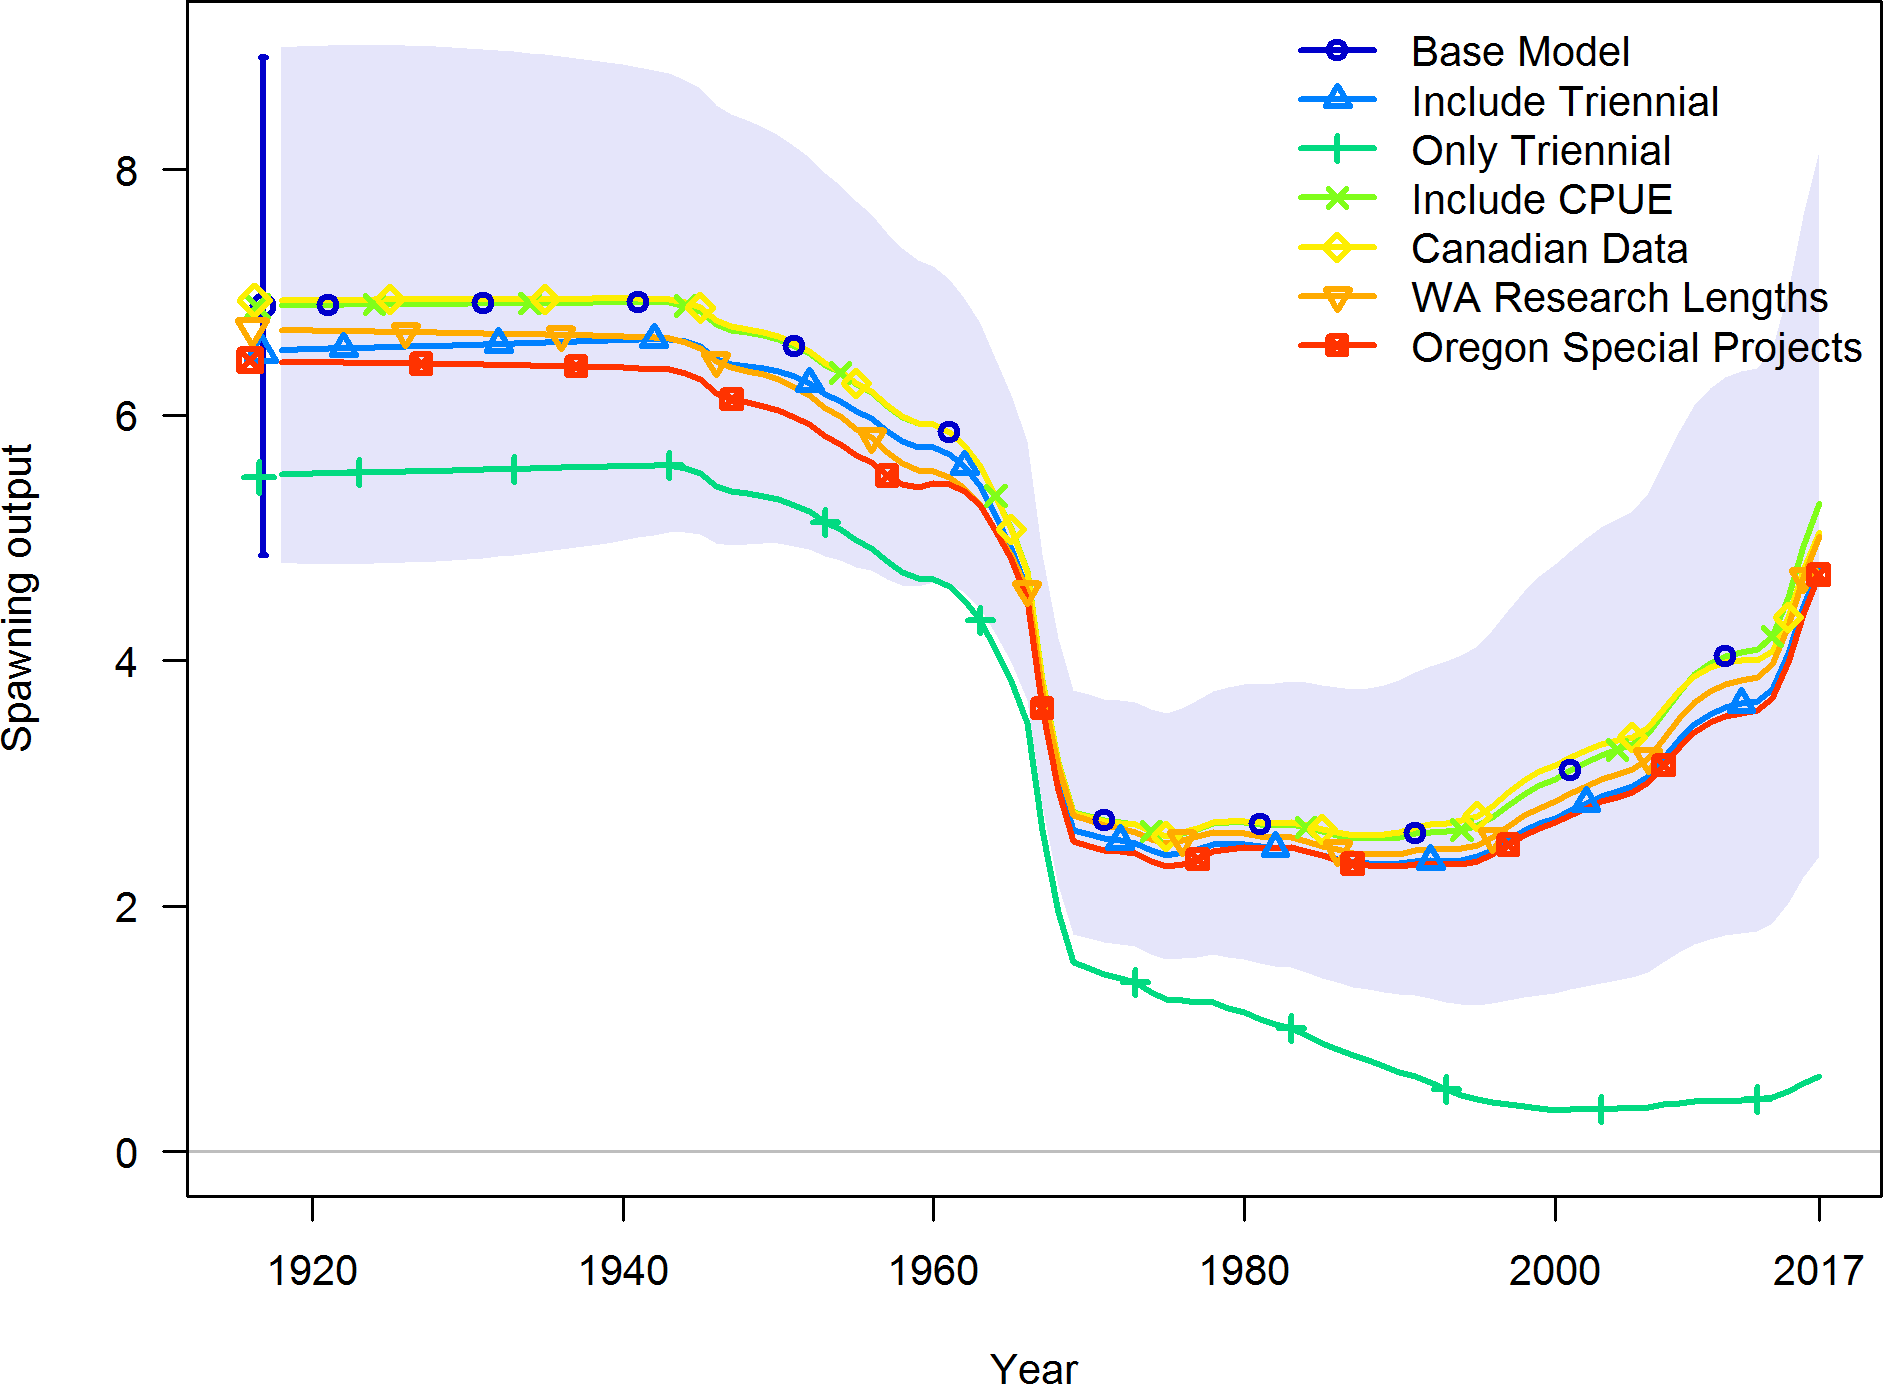 Base Model
Include Triennial
Only Triennial
Include CPUE
Canadian Data
WA Research Lengths
Oregon Special Projects
Spawning output
8
6
4
2
0
1920 1940 1960 1980 2000 2017
Year